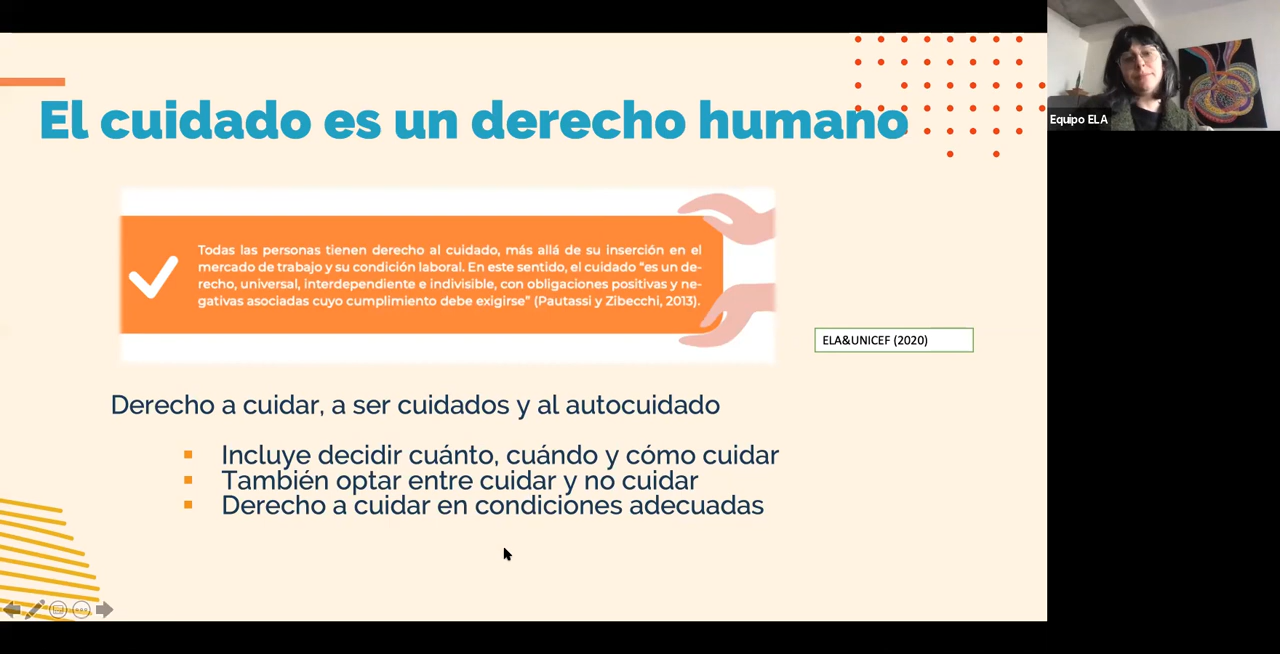 El cuidado es un derecho humano
Todas las personas tienen derecho al cuidado, más allá de su inserción en el
mercado de trabajo y su condición laboral. En este sentido, el cuidado “es un de-
recho, universal, interdependiente e indivisible, con obligaciones positivas y ne-
gativas asociadas cuyo cumplimiento debe exigirse” (Pautassi y Zibecchi, 2013).
ELA&UNICEF (2020)
Derecho a cuidar, a ser cuidados y al autocuidado
Incluye decidir cuánto, cuándo y cómo cuidar
También optar entre cuidar y no cuidar
Derecho a cuidar en condiciones adecuadas
Equipo ELA